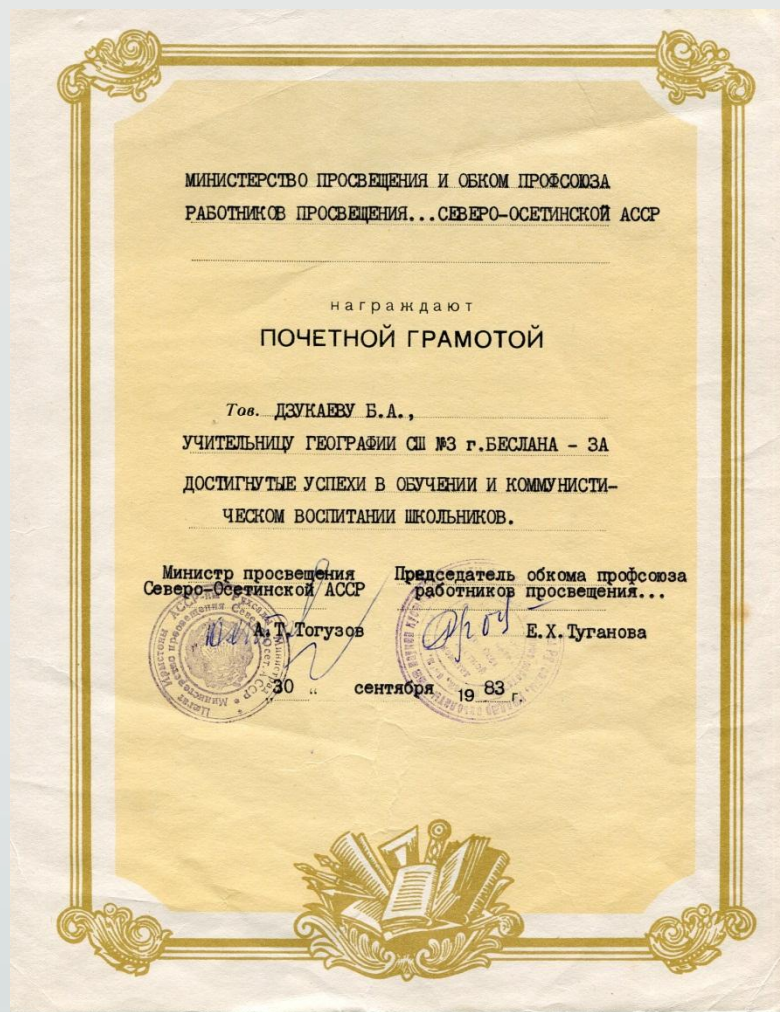 МИНИСТЕРСТВО ПРОСВЕЩЕНИЯ И ОБКОМ ПРОФСОЮЗА
РАБОТНИКОВ ПРОСВЕЩЕНИЯ...СЕВЕРО-ОСЕТИНСКОЙ АССР
награждают
ПОЧЕТНОЙ ГРАМОТОЙ
Тов. ДЗУКАЕВУ Б.А.,
УЧИТЕЛЬНИЦУ ГЕОГРАФИИ СШ №3 г.БЕСЛАНА - ЗА
ДОСТИГНУТЫЕ УСПЕХИ В ОБУЧЕНИИ И КОММУНИСТИ-
ЧЕСКОМ ВОСПИТАНИИ ШКОЛЬНИКОВ.
Министр просвещения Председатель обкома профсоюза
Северо-Осетинской АССР работников просвещения...
А.Т.Тогузов Е.Х.Туганова
30 " сентября 19 83 г.